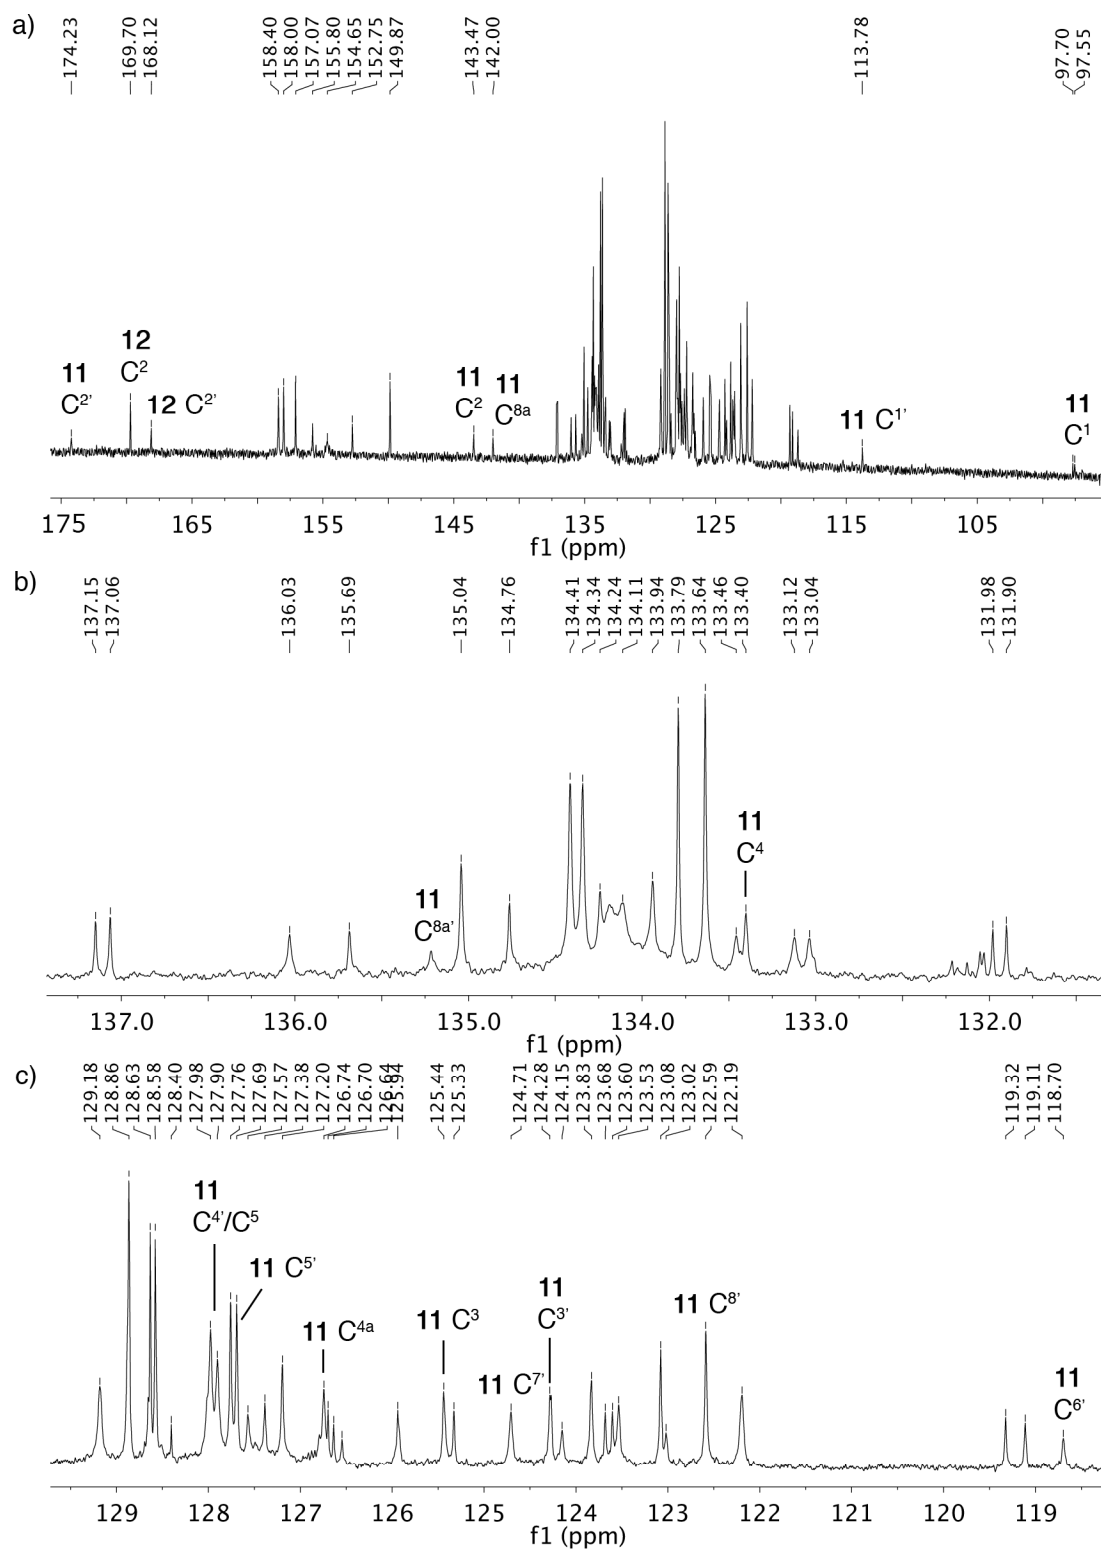 a)
174.23 169.70 168.12 158.40 158.00 157.07 155.80 154.65 152.75 149.87 143.47 142.00 113.78 97.70 97.55
12
C²
11
C²'
12 C²'
11
C²
11
C⁸ᵃ
11 C¹'
11
C¹
175 165 155 145 135 125 115 105
f1 (ppm)
b)
137.15 137.06 136.03 135.69 135.04 134.76 134.41 134.34 134.24 134.11 133.94 133.79 133.64 133.46 133.40 133.12 133.04 131.98 131.90
11
C⁸ᵃ'
11
C⁴
137.0 136.0 135.0 134.0 133.0 132.0
f1 (ppm)
c)
129.18 128.86 128.63 128.58 128.40 127.98 127.90 127.76 127.69 127.57 127.38 127.20 126.74 126.70 126.64 125.94 125.44 125.33 124.71 124.28 124.15 123.83 123.68 123.60 123.53 123.08 123.02 122.59 122.19 119.32 119.11 118.70
11
C⁴'/C⁵
11 C⁵'
11 C⁴ᵃ
11 C³
11 C⁷'
11
C³'
11 C⁸'
11
C⁶'
129 128 127 126 125 124 123 122 121 120 119
f1 (ppm)